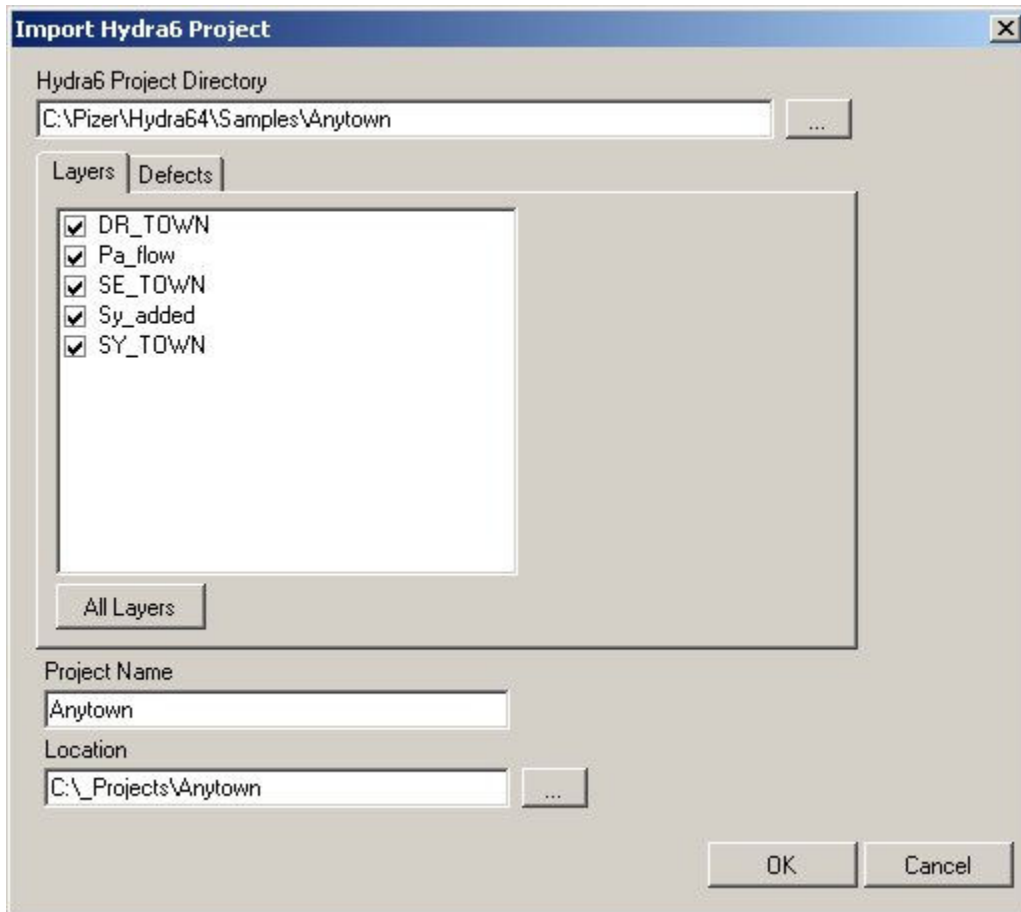 Import Hydra6 Project
Hydra6 Project Directory
C:\Pizer\Hydra64\Samples\Anytown
...
Layers Defects
DR_TOWN
Pa_flow
SE_TOWN
Sy_added
SY_TOWN
All Layers
Project Name
Anytown
Location
C:\_Projects\Anytown
...
OK Cancel